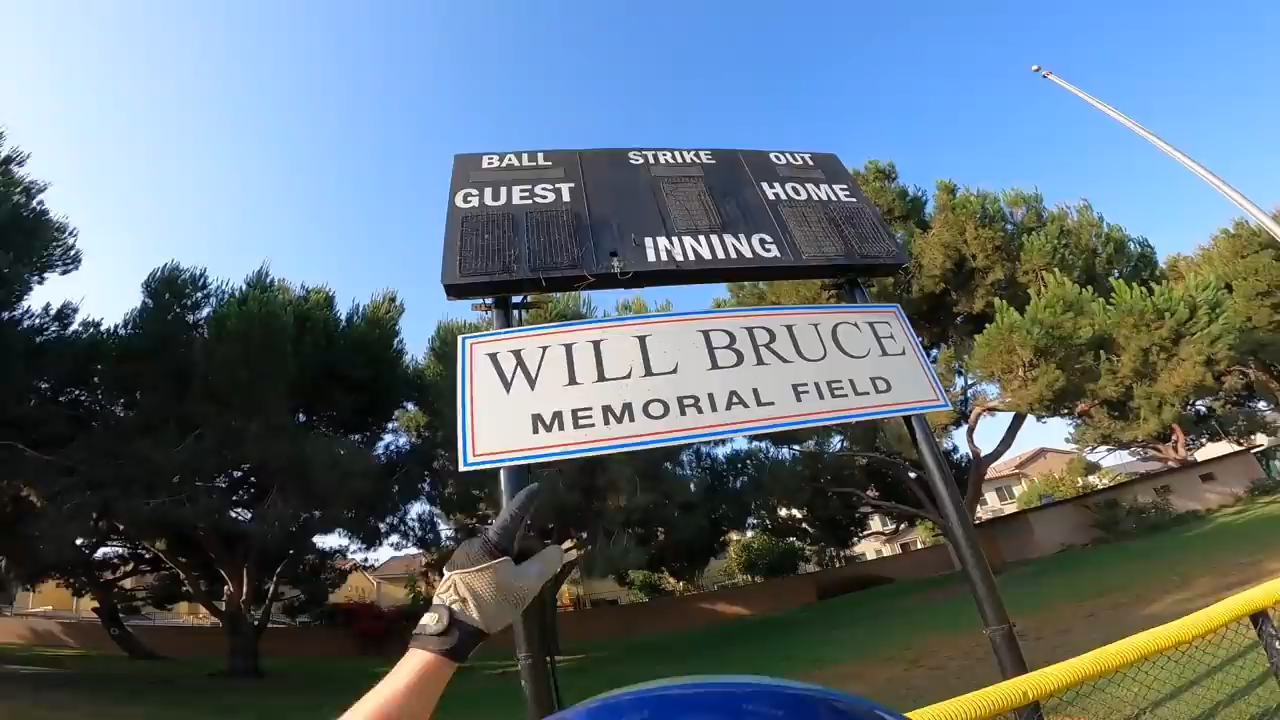 BALL STRIKE OUT
GUEST HOME
INNING
WILL BRUCE
MEMORIAL FIELD